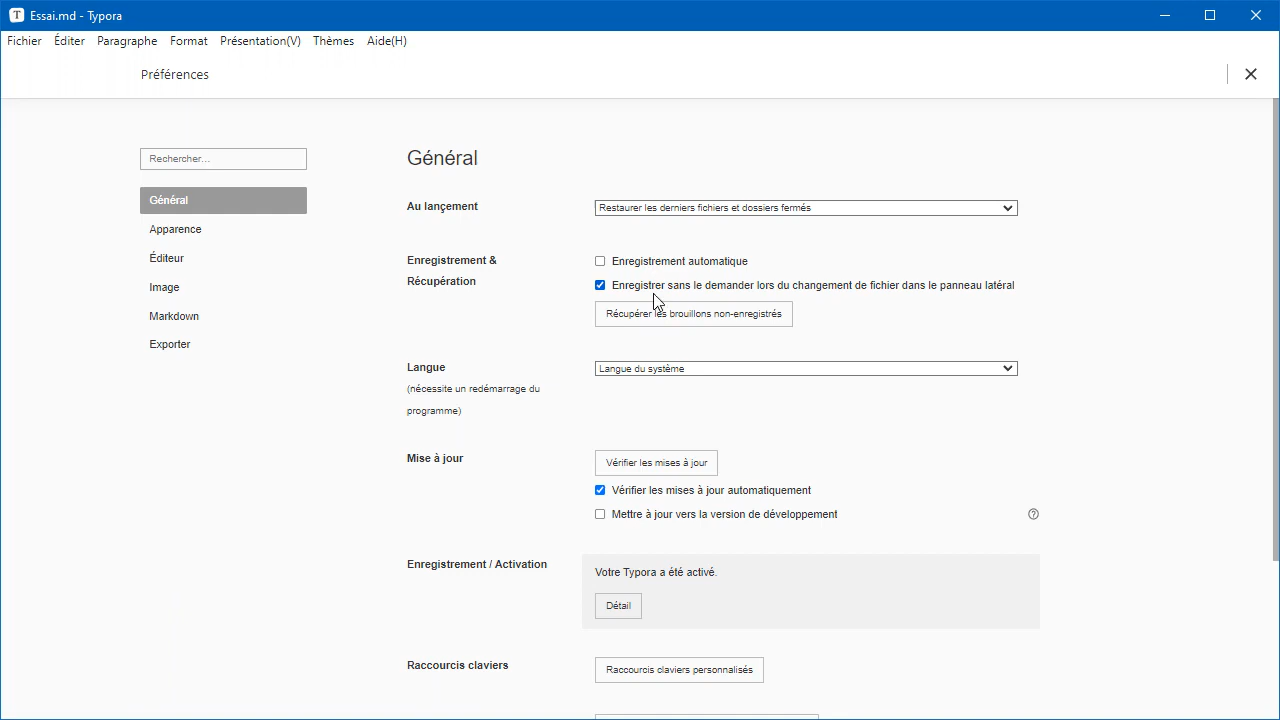 Essai.md - Typora
Fichier Éditer Paragraphe Format Présentation(V) Thèmes Aide(H)
Préférences
Rechercher...
Général
Apparence
Éditeur
Image
Markdown
Exporter
Général
Au lançement
Restaurer les derniers fichiers et dossiers fermés
Enregistrement &
Récupération
Enregistrement automatique
Enregistrer sans le demander lors du changement de fichier dans le panneau latéral
Récupérer les brouillons non-enregistrés
Langue
(nécessite un redémarrage du
programme)
Langue du système
Mise à jour
Vérifier les mises à jour
Vérifier les mises à jour automatiquement
Mettre à jour vers la version de développement
Enregistrement / Activation
Votre Typora a été activé.
Détail
Raccourcis claviers
Raccourcis claviers personnalisés